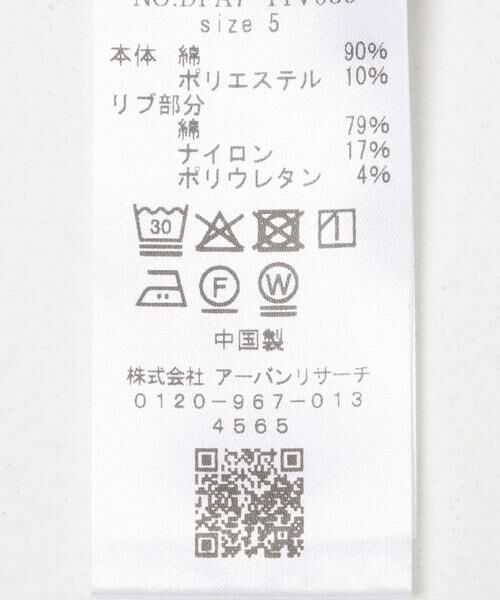 size 5
本体 綿 90%
ポリエステル 10%
リブ部分
綿 79%
ナイロン 17%
ポリウレタン 4%
30
F W
中国製
株式会社 アーバンリサーチ
0120-967-013
4565